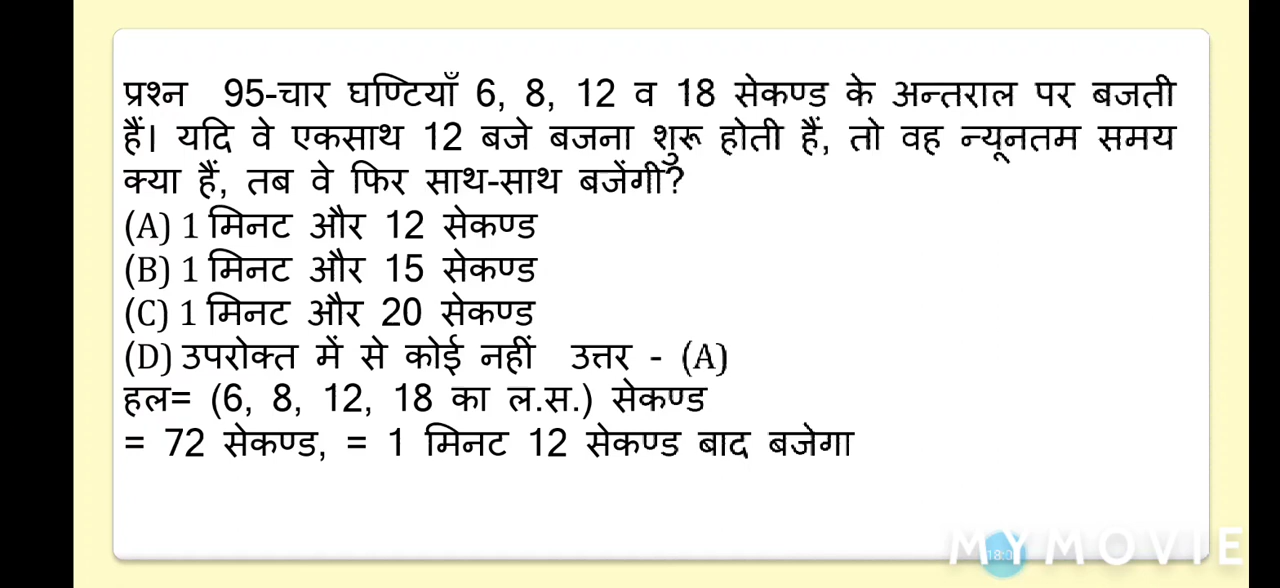 प्रश्न 95-चार घण्टियाँ 6, 8, 12 व 18 सेकण्ड के अन्तराल पर बजती
हैं। यदि वे एकसाथ 12 बजे बजना शुरू होती हैं, तो वह न्यूनतम समय
क्या हैं, तब वे फिर साथ-साथ बजेंगी?
(A) 1 मिनट और 12 सेकण्ड
(B) 1 मिनट और 15 सेकण्ड
(C) 1 मिनट और 20 सेकण्ड
(D) उपरोक्त में से कोई नहीं उत्तर - (A)
हल= (6, 8, 12, 18 का ल.स.) सेकण्ड
= 72 सेकण्ड, = 1 मिनट 12 सेकण्ड बाद बजेगा
MYMOVIE